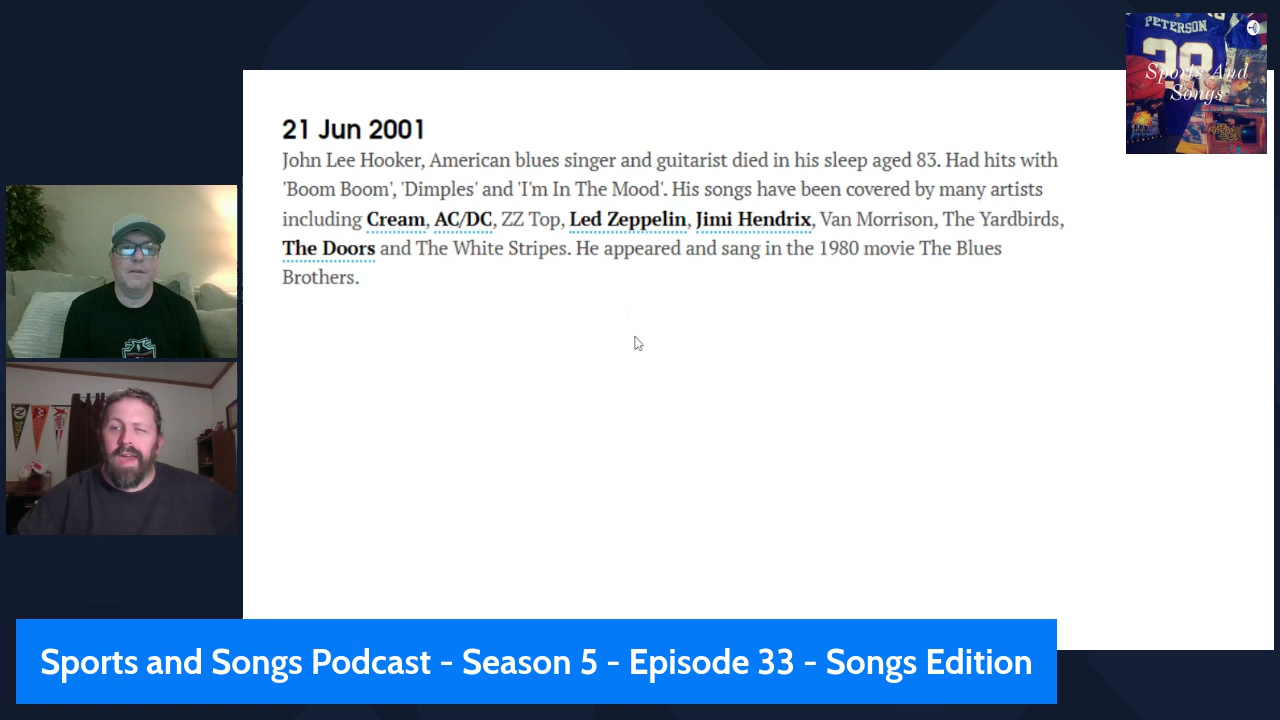 PETERSON
28
Sports And
Songs
21 Jun 2001
John Lee Hooker, American blues singer and guitarist died in his sleep aged 83. Had hits with
'Boom Boom', 'Dimples' and 'I'm In The Mood'. His songs have been covered by many artists
including Cream, AC/DC, ZZ Top, Led Zeppelin, Jimi Hendrix, Van Morrison, The Yardbirds,
The Doors and The White Stripes. He appeared and sang in the 1980 movie The Blues
Brothers.
Sports and Songs Podcast - Season 5 - Episode 33 - Songs Edition